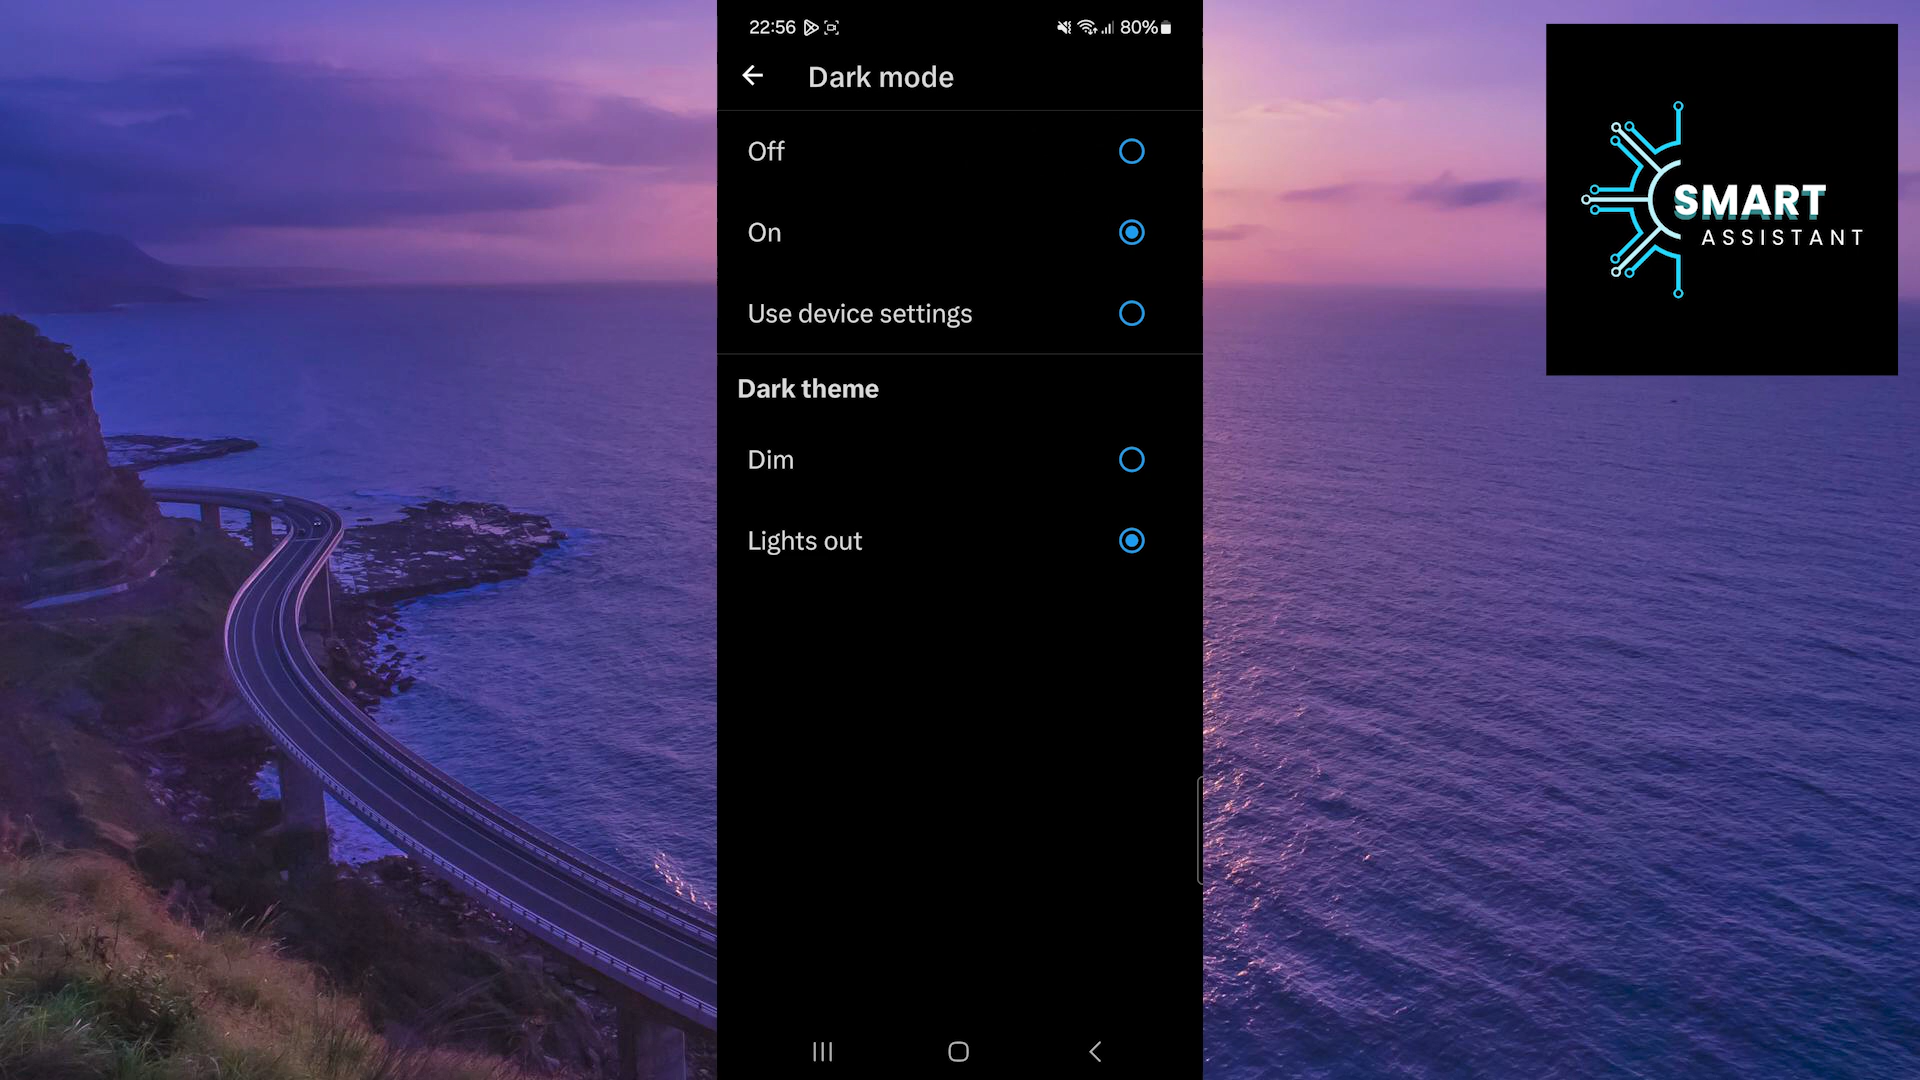 22:56
80%
Dark mode
Off
On
Use device settings
Dark theme
Dim
Lights out
SMART
ASSISTANT